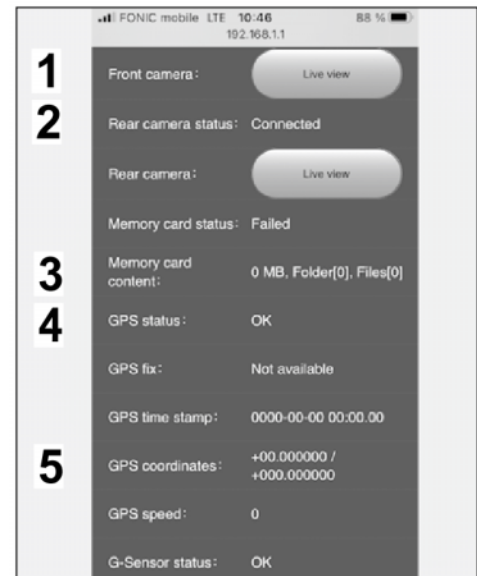 FONIC mobile LTE 10:46 88 %
192.168.1.1
1 Front camera: Live view
2 Rear camera status: Connected
Rear camera: Live view
Memory card status: Failed
3 Memory card
content: 0 MB, Folder[0], Files[0]
4 GPS status: OK
GPS fix: Not available
GPS time stamp: 0000-00-00 00:00.00
5 GPS coordinates: +00.000000 /
+000.000000
GPS speed: 0
G-Sensor status: OK